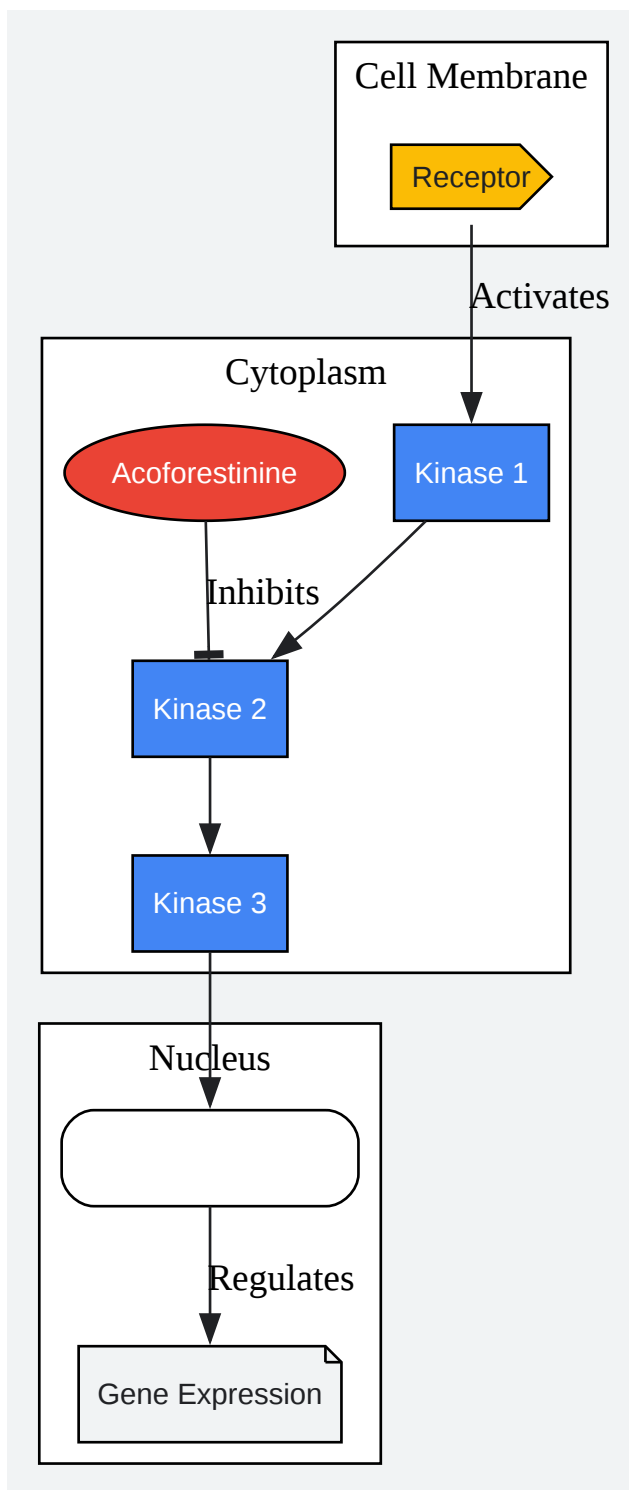 Cell Membrane
Receptor
Activates
Cytoplasm
Acoforestinine
Kinase 1
Inhibits
Kinase 2
Kinase 3
Nucleus
Regulates
Gene Expression